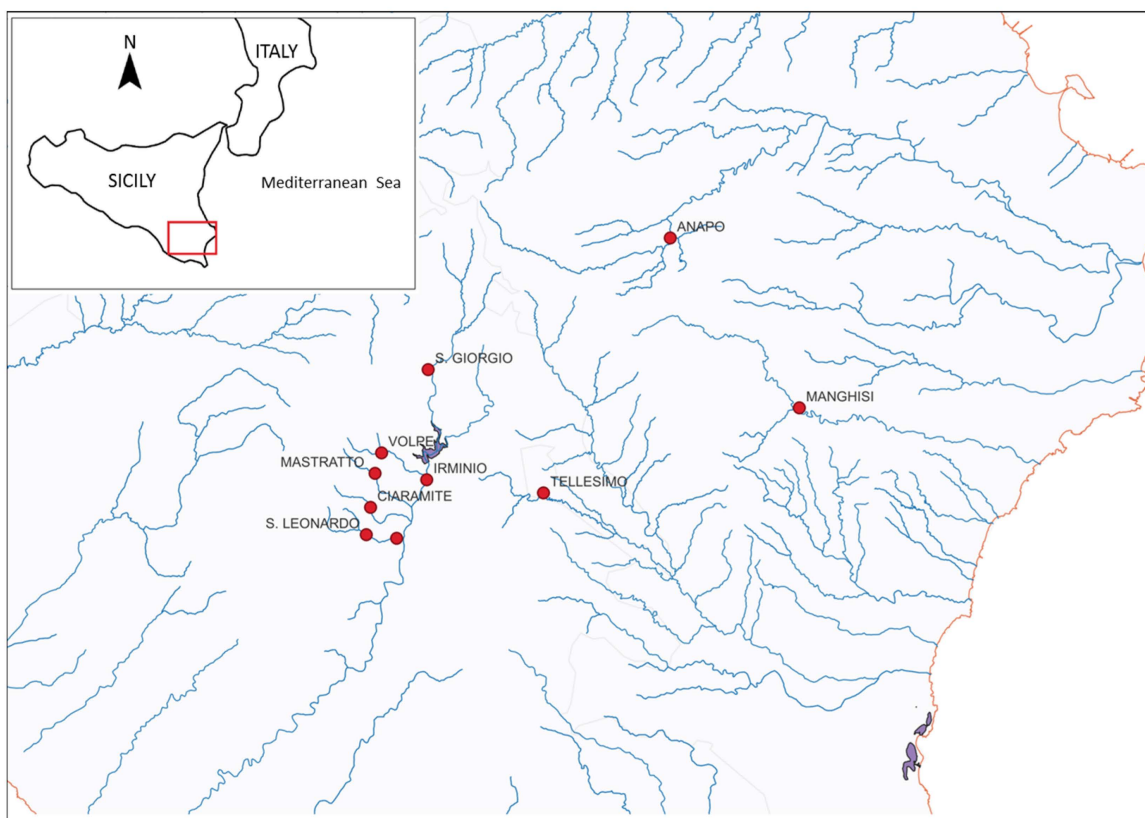 N
ITALY
SICILY
Mediterranean Sea
ANAPO
S. GIORGIO
MANGHISI
VOLPE
MASTRATTO
IRMINIO
TELLESIMO
CIARAMITE
S. LEONARDO